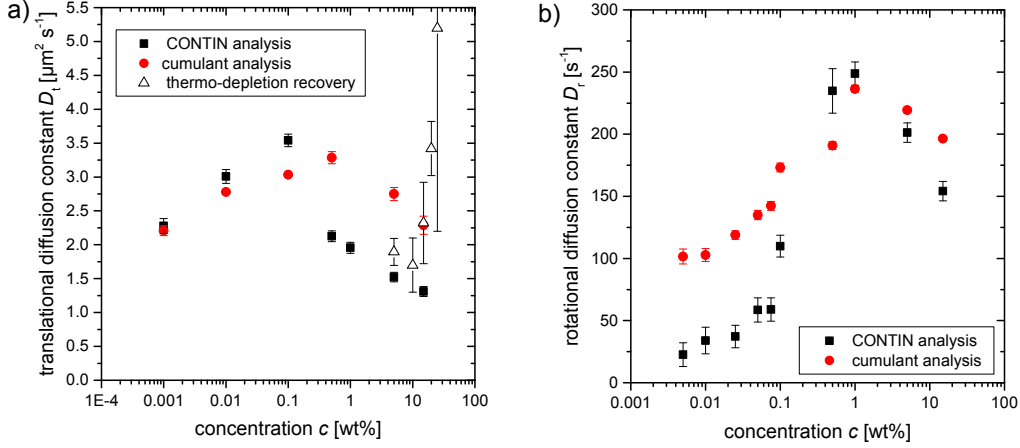 a)
translational diffusion constant Dt [µm² s⁻¹]
5.5
5.0
4.5
4.0
3.5
3.0
2.5
2.0
1.5
1.0
0.5
0.0
CONTIN analysis
cumulant analysis
thermo-depletion recovery
1E-4 0.001 0.01 0.1 1 10 100
concentration c [wt%]
b)
rotational diffusion constant Dr [s⁻¹]
300
250
200
150
100
50
0
CONTIN analysis
cumulant analysis
0.001 0.01 0.1 1 10 100
concentration c [wt%]